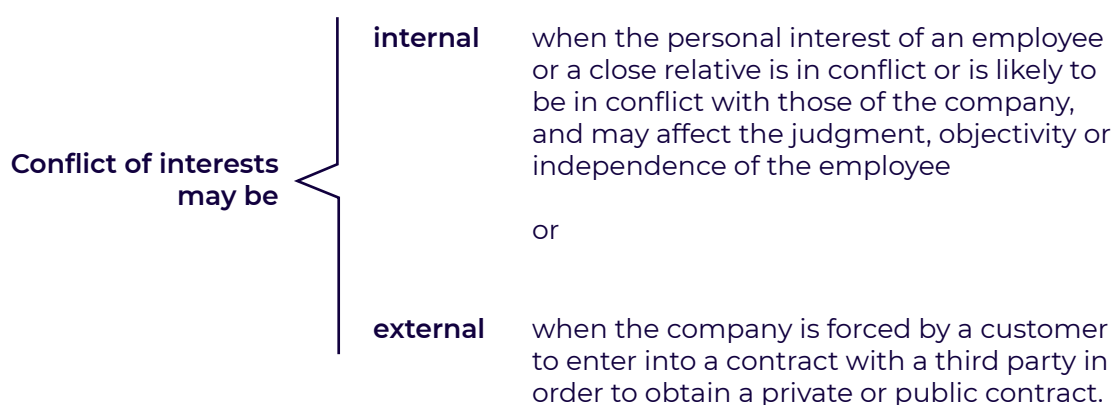 Conflict of interests
may be
internal
when the personal interest of an employee
or a close relative is in conflict or is likely to
be in conflict with those of the company,
and may affect the judgment, objectivity or
independence of the employee
or
external
when the company is forced by a customer
to enter into a contract with a third party in
order to obtain a private or public contract.